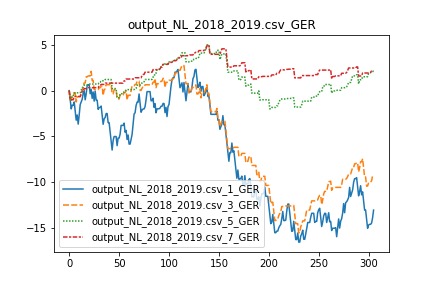 output_NL_2018_2019.csv_GER
5
0
−5
−10
−15
output_NL_2018_2019.csv_1_GER
output_NL_2018_2019.csv_3_GER
output_NL_2018_2019.csv_5_GER
output_NL_2018_2019.csv_7_GER
0 50 100 150 200 250 300